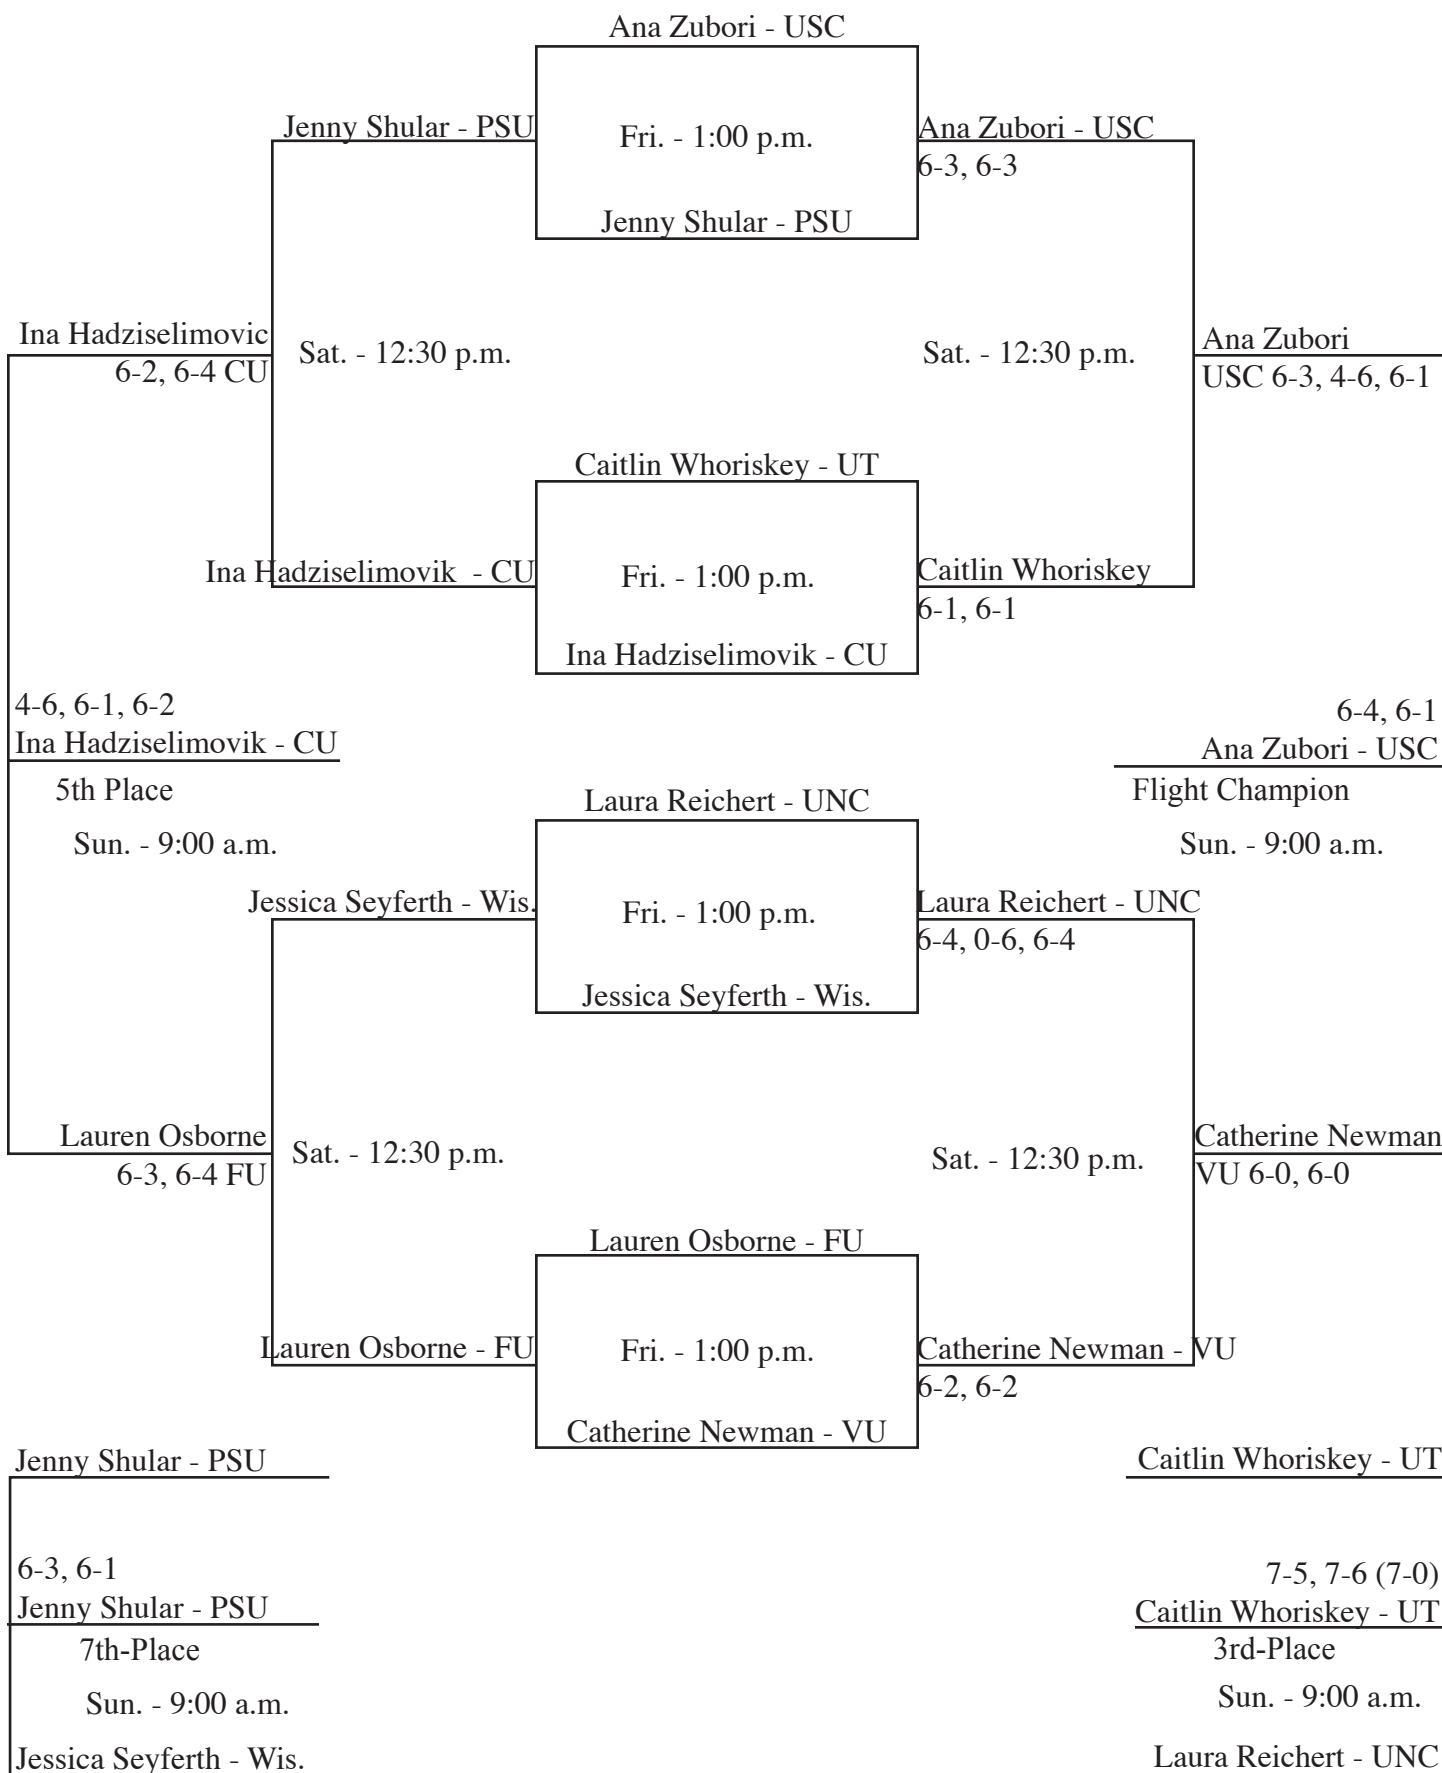 Ana Zubori - USC
Jenny Shular - PSU
Fri. - 1:00 p.m.
Ana Zubori - USC
6-3, 6-3
Jenny Shular - PSU
Ina Hadziselimovic
6-2, 6-4 CU
Sat. - 12:30 p.m.
Sat. - 12:30 p.m.
Ana Zubori
USC 6-3, 4-6, 6-1
Caitlin Whoriskey - UT
Ina Hadziselimovik - CU
Fri. - 1:00 p.m.
Caitlin Whoriskey
6-1, 6-1
Ina Hadziselimovik - CU
4-6, 6-1, 6-2
Ina Hadziselimovik - CU
5th Place
Sun. - 9:00 a.m.
6-4, 6-1
Ana Zubori - USC
Flight Champion
Sun. - 9:00 a.m.
Laura Reichert - UNC
Jessica Seyferth - Wis.
Fri. - 1:00 p.m.
Laura Reichert - UNC
6-4, 0-6, 6-4
Jessica Seyferth - Wis.
Lauren Osborne
6-3, 6-4 FU
Sat. - 12:30 p.m.
Sat. - 12:30 p.m.
Catherine Newman
VU 6-0, 6-0
Lauren Osborne - FU
Lauren Osborne - FU
Fri. - 1:00 p.m.
Catherine Newman - VU
6-2, 6-2
Catherine Newman - VU
Jenny Shular - PSU
6-3, 6-1
Jenny Shular - PSU
7th-Place
Sun. - 9:00 a.m.
Jessica Seyferth - Wis.
Caitlin Whoriskey - UT
7-5, 7-6 (7-0)
Caitlin Whoriskey - UT
3rd-Place
Sun. - 9:00 a.m.
Laura Reichert - UNC